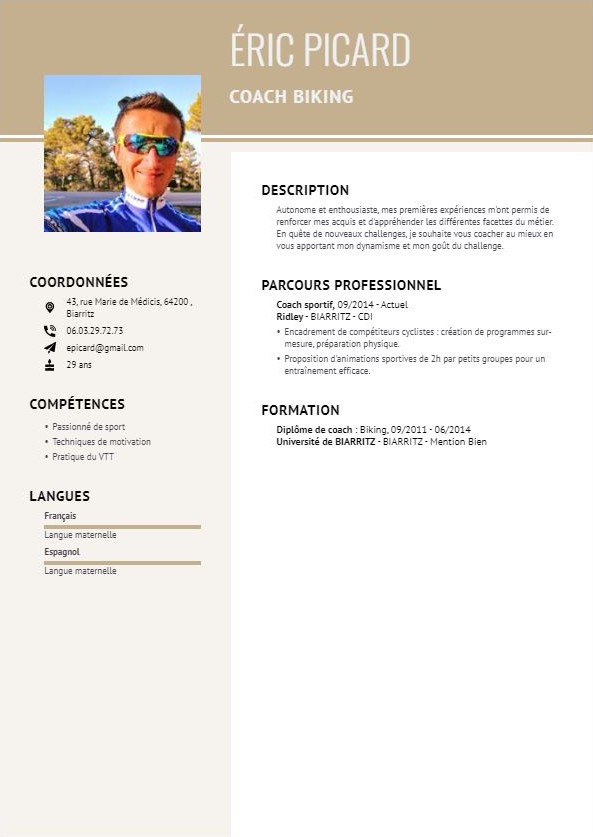 ÉRIC PICARD
COACH BIKING
COORDONNÉES
43, rue Marie de Médicis, 64200 ,
Biarritz
06.03.29.72.73
epicard@gmail.com
29 ans
COMPÉTENCES
• Passionné de sport
• Techniques de motivation
• Pratique du VTT
LANGUES
Français
Langue maternelle
Espagnol
Langue maternelle
DESCRIPTION
Autonome et enthousiaste, mes premières expériences m'ont permis de
renforcer mes acquis et d'appréhender les différentes facettes du métier.
En quête de nouveaux challenges, je souhaite vous coacher au mieux en
vous apportant mon dynamisme et mon goût du challenge.
PARCOURS PROFESSIONNEL
Coach sportif, 09/2014 - Actuel
Ridley - BIARRITZ - CDI
• Encadrement de compétiteurs cyclistes : création de programmes sur-
mesure, préparation physique.
• Proposition d'animations sportives de 2h par petits groupes pour un
entraînement efficace.
FORMATION
Diplôme de coach : Biking, 09/2011 - 06/2014
Université de BIARRITZ - BIARRITZ - Mention Bien